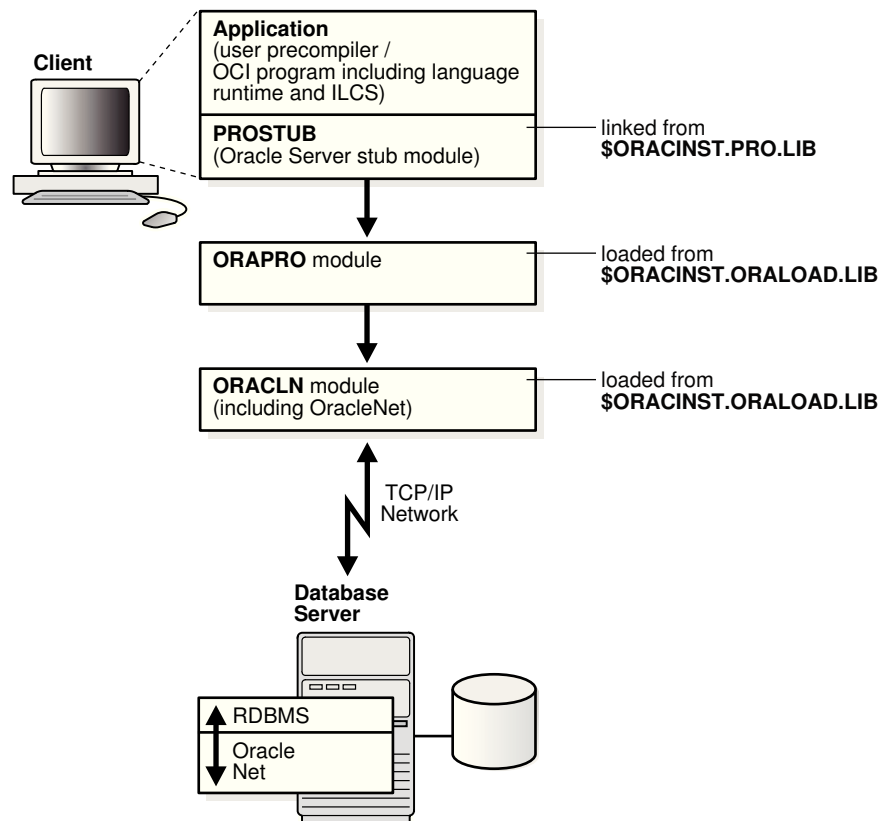 Client
Application
(user precompiler /
OCI program including language
runtime and ILCS)
PROSTUB
(Oracle Server stub module)
linked from
$ORACINST.PRO.LIB
ORAPRO module
loaded from
$ORACINST.ORALOAD.LIB
ORACLN module
(including OracleNet)
loaded from
$ORACINST.ORALOAD.LIB
TCP/IP
Network
Database
Server
RDBMS
Oracle
Net